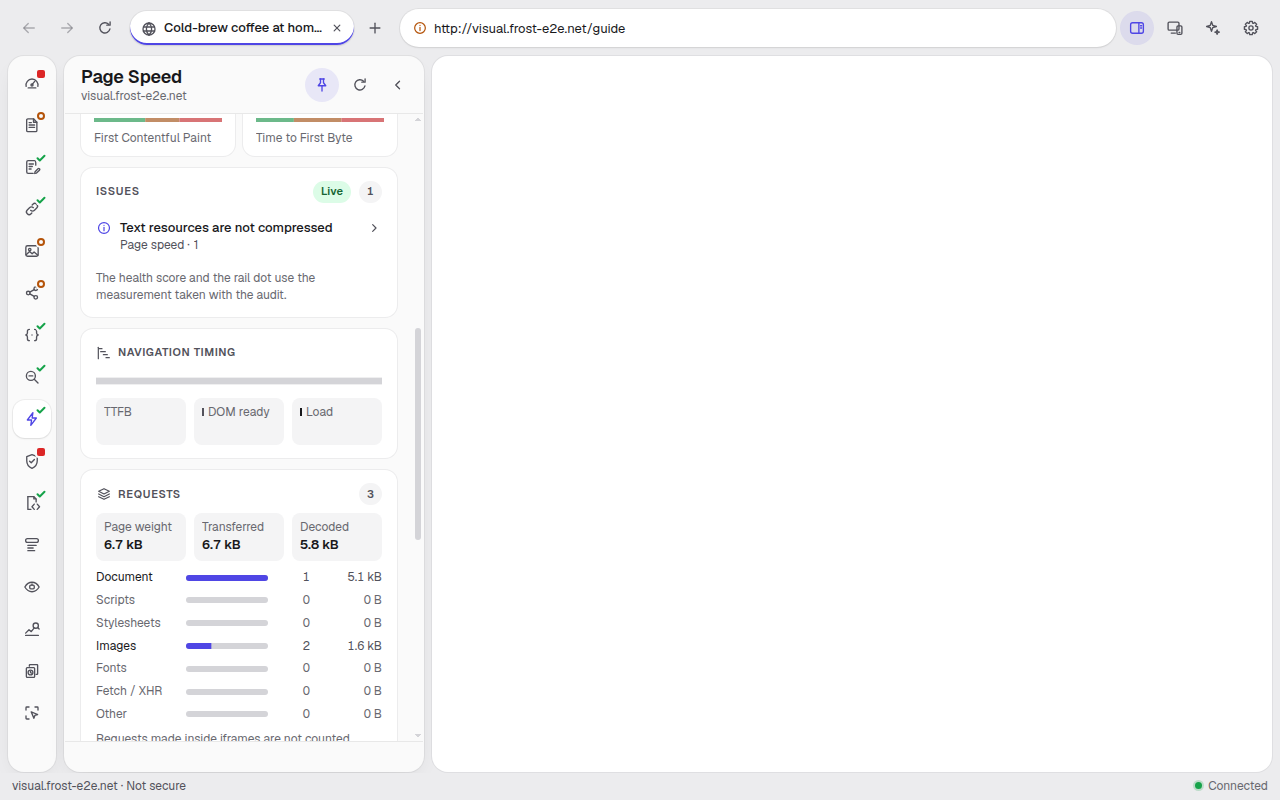 Cold-brew coffee at hom...
http://visual.frost-e2e.net/guide
Page Speed
visual.frost-e2e.net
First Contentful Paint
Time to First Byte
ISSUES
Live
1
Text resources are not compressed
Page speed · 1
The health score and the rail dot use the
measurement taken with the audit.
NAVIGATION TIMING
TTFB
DOM ready
Load
REQUESTS
3
Page weight
6.7 kB
Transferred
6.7 kB
Decoded
5.8 kB
Document 1 5.1 kB
Scripts 0 0 B
Stylesheets 0 0 B
Images 2 1.6 kB
Fonts 0 0 B
Fetch / XHR 0 0 B
Other 0 0 B
Requests made inside iframes are not counted
visual.frost-e2e.net · Not secure
Connected